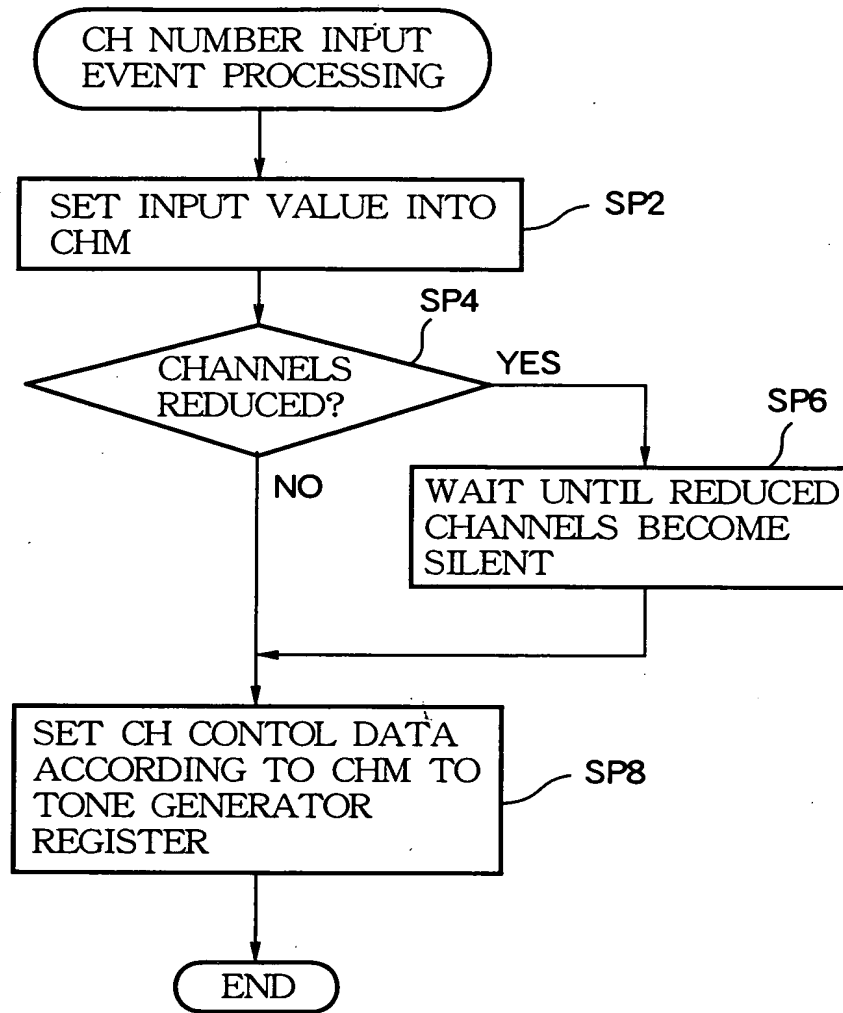 CH NUMBER INPUT
EVENT PROCESSING
SET INPUT VALUE INTO
CHM
SP2
SP4
CHANNELS
REDUCED?
YES
NO
SP6
WAIT UNTIL REDUCED
CHANNELS BECOME
SILENT
SET CH CONTOL DATA
ACCORDING TO CHM TO
TONE GENERATOR
REGISTER
SP8
END